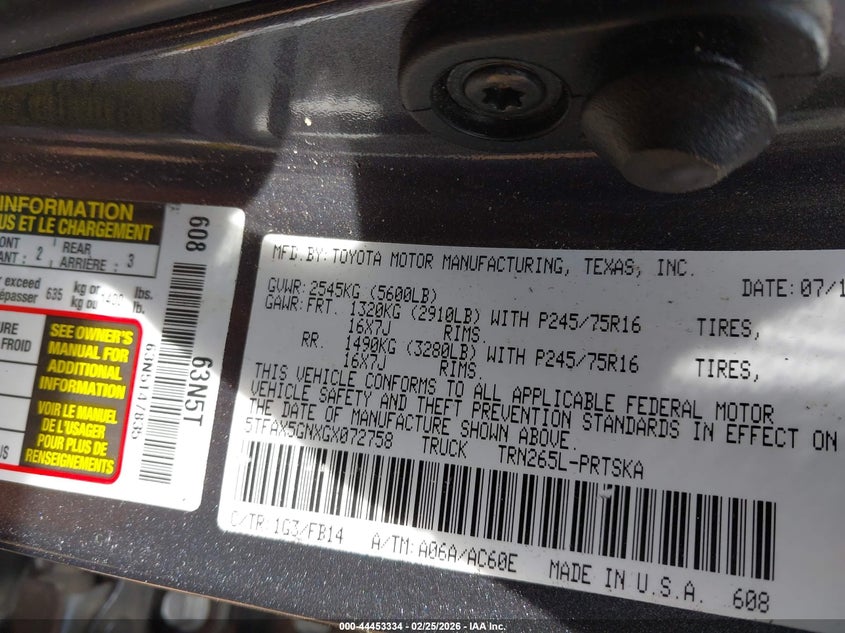 INFORMATION
US ET LE CHARGEMENT
2 REAR 3
ARRIÈRE :
exceed 635 kg or lbs.
kg ou lb.
SEE OWNER'S
MANUAL FOR
ADDITIONAL
INFORMATION
VOIR LE MANUEL
DE L'USAGER
POUR PLUS DE
RENSEIGNEMENTS
FROID
608
63N5T
MFD.BY:TOYOTA MOTOR MANUFACTURING, TEXAS, INC. DATE:07/1
GVWR:2545KG (5600LB)
GAWR:FRT. 1320KG (2910LB) WITH P245/75R16 TIRES,
16X7J RIMS.
RR. 1490KG (3280LB) WITH P245/75R16 TIRES,
16X7J RIMS.
THIS VEHICLE CONFORMS TO ALL APPLICABLE FEDERAL MOTOR
VEHICLE SAFETY AND THEFT PREVENTION STANDARDS IN EFFECT ON
THE DATE OF MANUFACTURE SHOWN ABOVE.
5TFAX5GNXGX072758 TRUCK TRN265L-PRTSKA
C/TR:1G3/FB14 A/TM:A06A/AC60E MADE IN U.S.A. 608
000-44453334 - 02/25/2026 - IAA Inc.